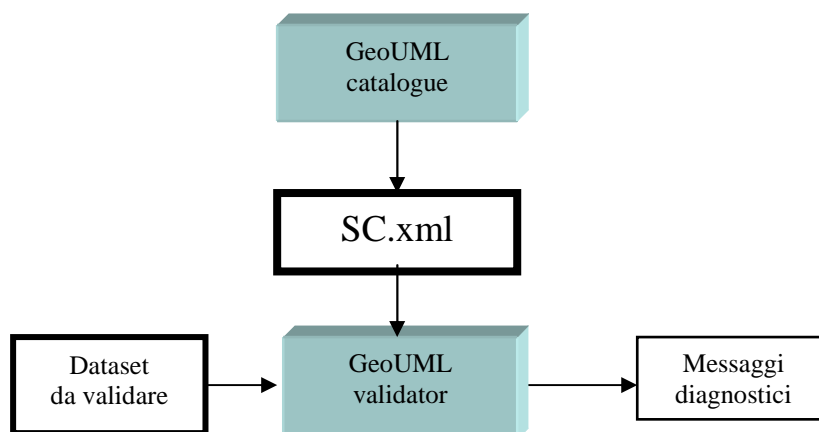 GeoUML
catalogue
SC.xml
Dataset
da validare
GeoUML
validator
Messaggi
diagnostici